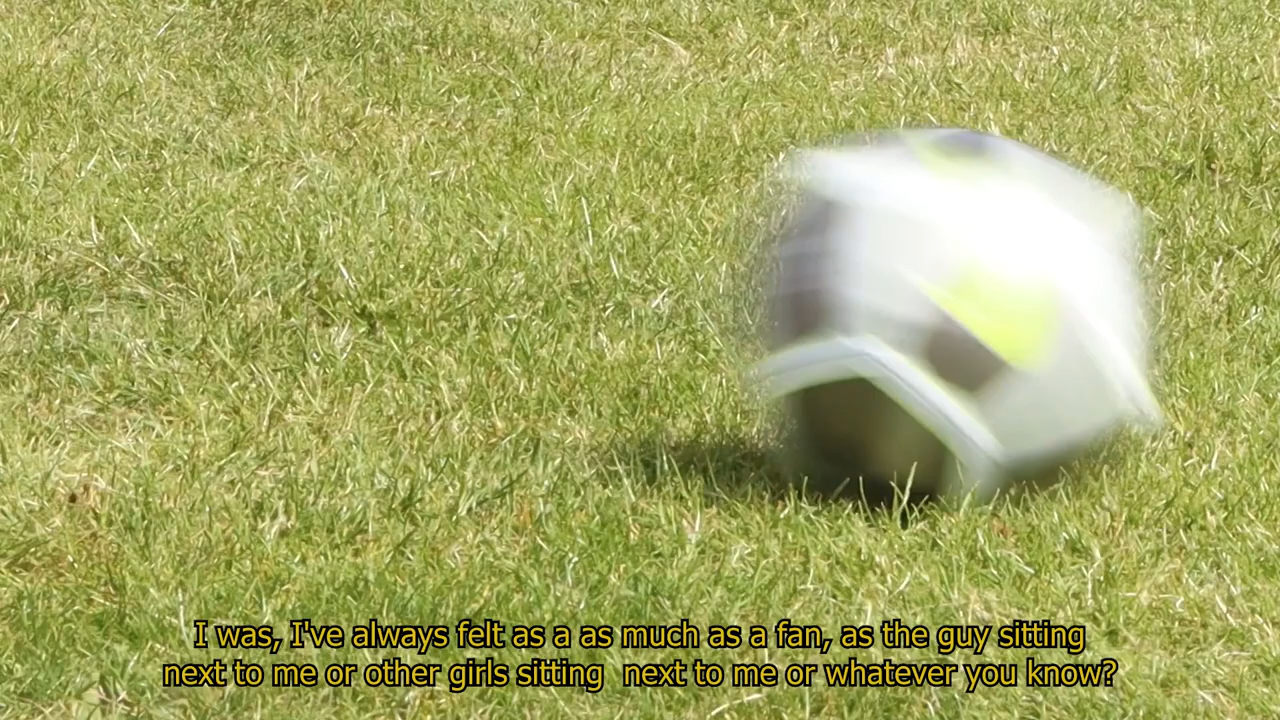 I was, I've always felt as a as much as a fan, as the guy sitting
next to me or other girls sitting  next to me or whatever you know?